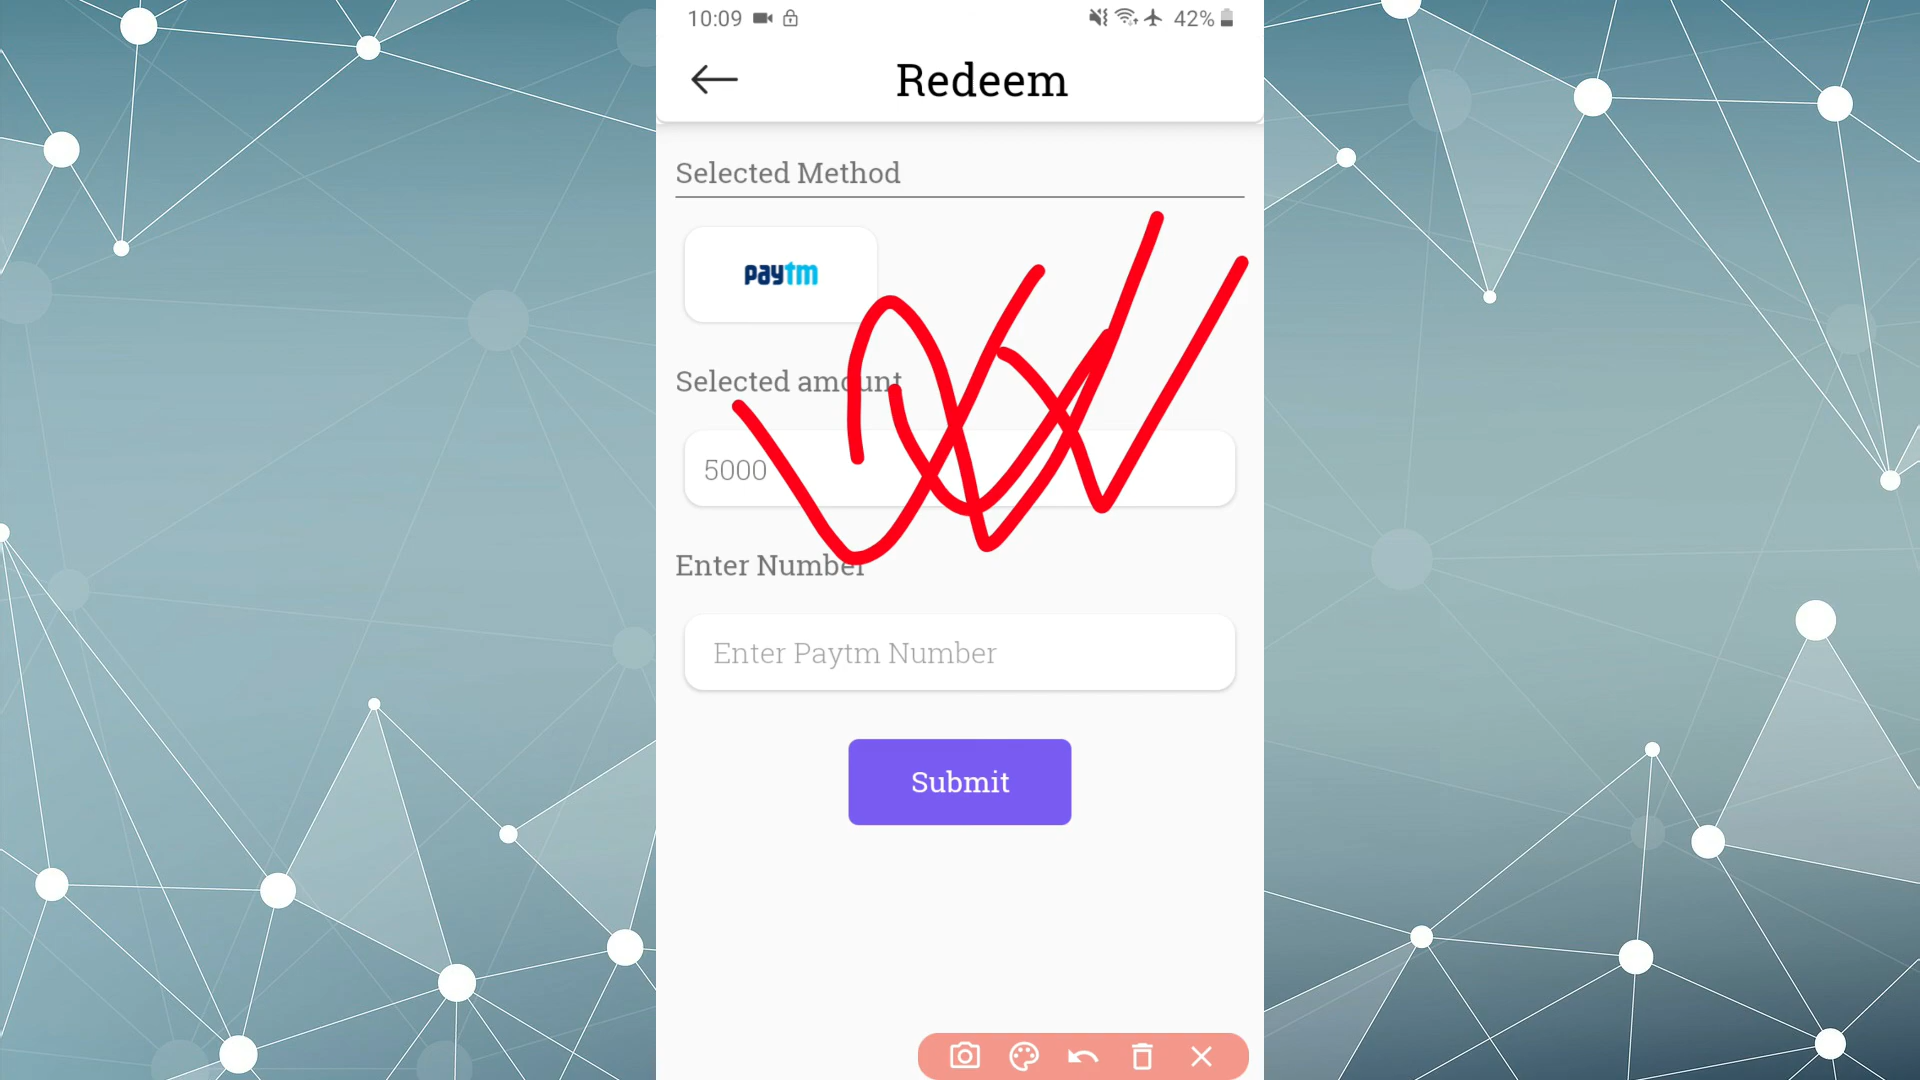 10:09 42%
Redeem
Selected Method
paytm
Selected amount
5000
Enter Number
Enter Paytm Number
Submit